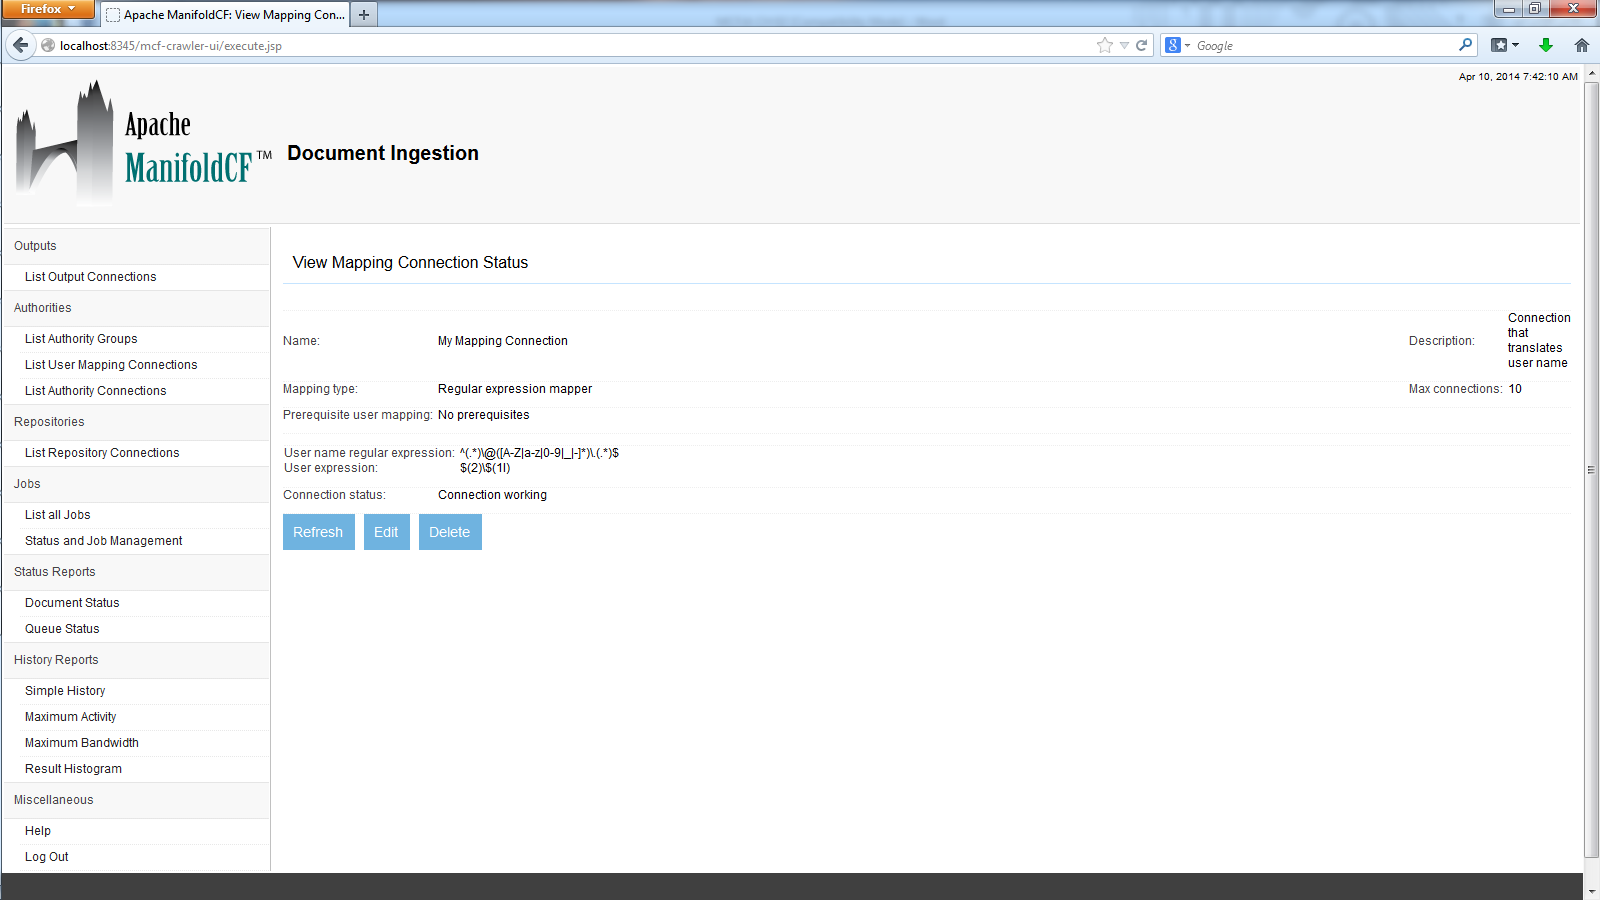 Firefox
Apache ManifoldCF: View Mapping Con...
localhost:8345/mcf-crawler-ui/execute.jsp
Google
Apr 10, 2014 7:42:10 AM
Apache
ManifoldCF™
Document Ingestion
Outputs
List Output Connections
Authorities
List Authority Groups
List User Mapping Connections
List Authority Connections
Repositories
List Repository Connections
Jobs
List all Jobs
Status and Job Management
Status Reports
Document Status
Queue Status
History Reports
Simple History
Maximum Activity
Maximum Bandwidth
Result Histogram
Miscellaneous
Help
Log Out
View Mapping Connection Status
Name: My Mapping Connection Description: Connection
that
translates
user name
Mapping type: Regular expression mapper Max connections: 10
Prerequisite user mapping: No prerequisites
User name regular expression: ^(.*)\@([A-Z|a-z|0-9|_|-]*)\.(.*)$
User expression: $(2)\$(1l)
Connection status: Connection working
Refresh Edit Delete